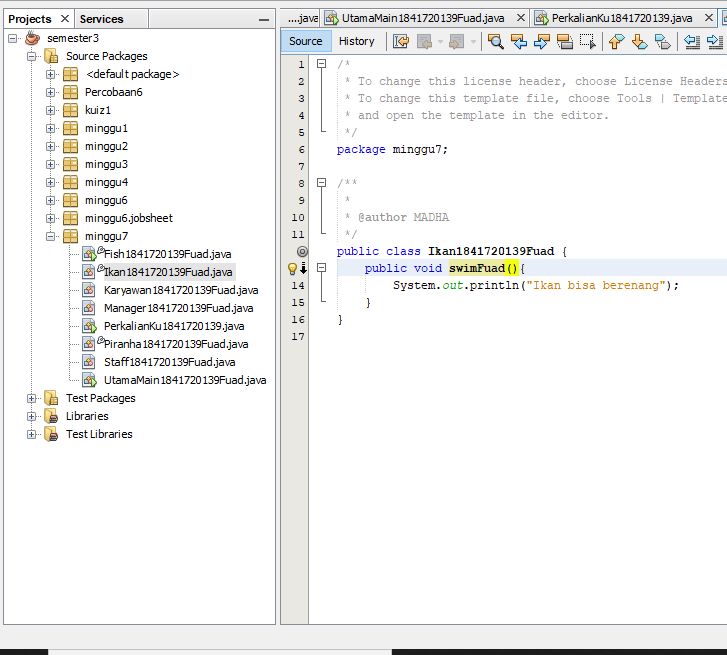 Projects
Services
semester3
Source Packages
<default package>
Percobaan6
kuiz1
minggu1
minggu2
minggu3
minggu4
minggu6
minggu6.jobsheet
minggu7
Fish1841720139Fuad.java
Ikan1841720139Fuad.java
Karyawan1841720139Fuad.java
Manager1841720139Fuad.java
PerkalianKu1841720139.java
Piranha1841720139Fuad.java
Staff1841720139Fuad.java
UtamaMain1841720139Fuad.java
Test Packages
Libraries
Test Libraries
....java UtamaMain1841720139Fuad.java PerkalianKu1841720139.java
Source History
1 /*
2 * To change this license header, choose License Headers
3 * To change this template file, choose Tools | Template
4 * and open the template in the editor.
5 */
6 package minggu7;
7
8 /**
9 *
10 * @author MADHA
11 */
public class Ikan1841720139Fuad {
public void swimFuad(){
14 System.out.println("Ikan bisa berenang");
15 }
16 }
17